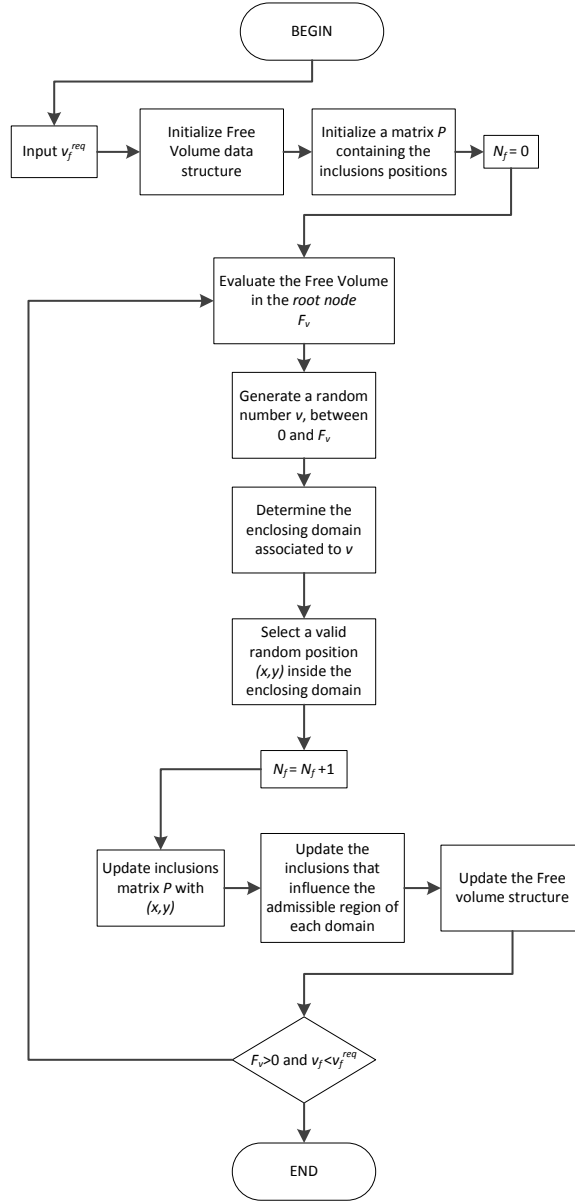 BEGIN
Input v_f^req
Initialize Free
Volume data
structure
Initialize a matrix P
containing the
inclusions positions
N_f = 0
Evaluate the Free Volume
in the root node
F_v
Generate a random
number v, between
0 and F_v
Determine the
enclosing domain
associated to v
Select a valid
random position
(x,y) inside the
enclosing domain
N_f = N_f +1
Update inclusions
matrix P with
(x,y)
Update the
inclusions that
influence the
admissible region of
each domain
Update the Free
volume structure
F_v>0 and v_f<v_f^req
END